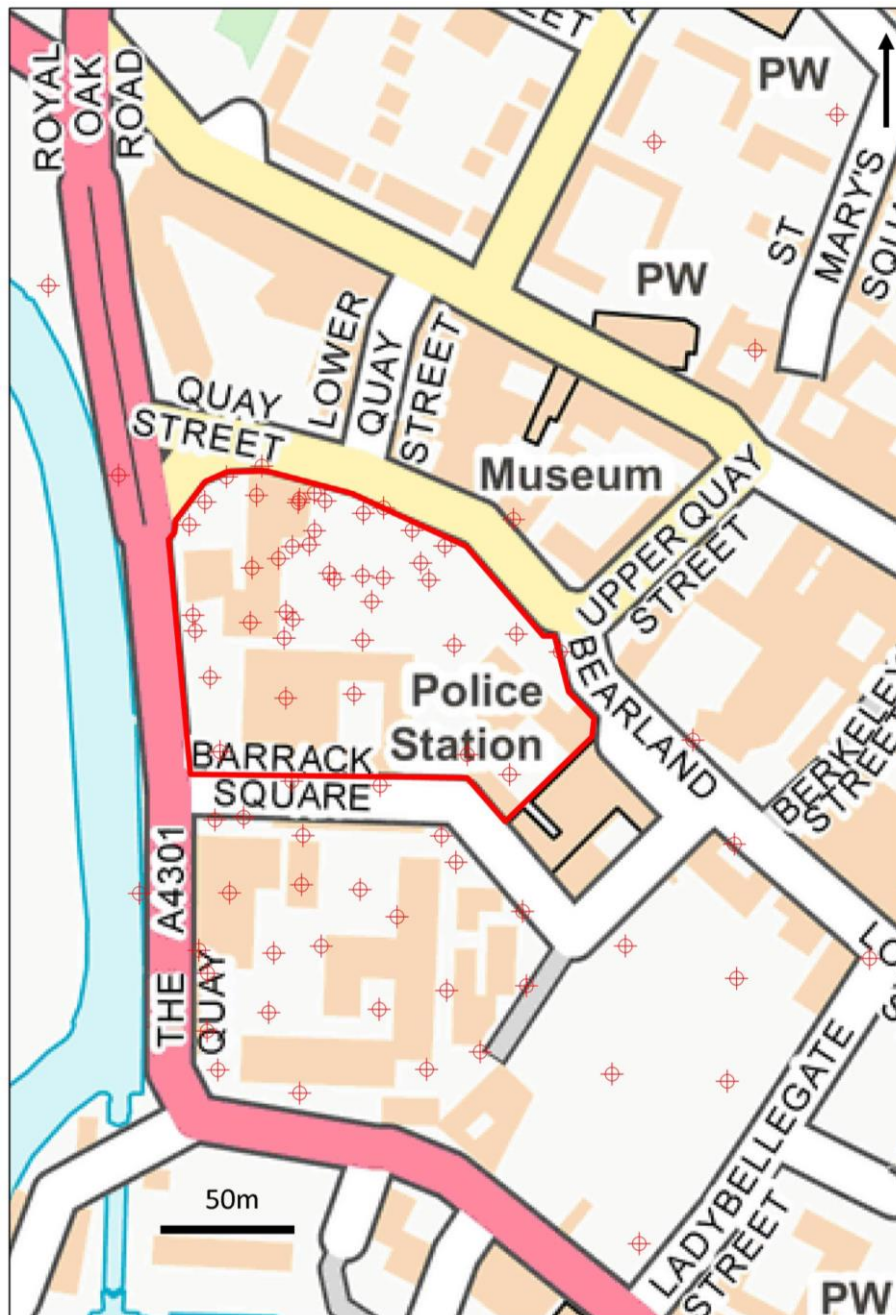 ROYAL
OAK
ROAD
PW
ST
MARY'S
PW
LOWER
QUAY
STREET
QUAY
STREET
Museum
UPPER QUAY
STREET
BEARLAND
BERKELEY
STREET
Police
Station
BARRACK
SQUARE
THE A4301
QUAY
LADYBELLEGATE
STREET
50m
PW